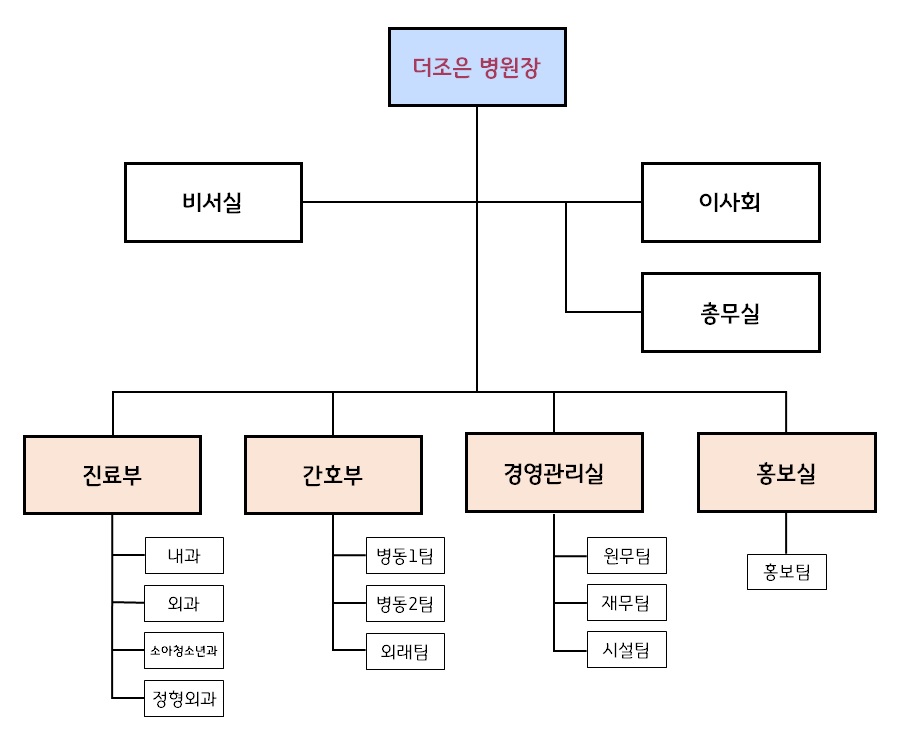 더조은 병원장
비서실
이사회
총무실
진료부
간호부
경영관리실
홍보실
내과
외과
소아청소년과
정형외과
병동1팀
병동2팀
외래팀
원무팀
재무팀
시설팀
홍보팀